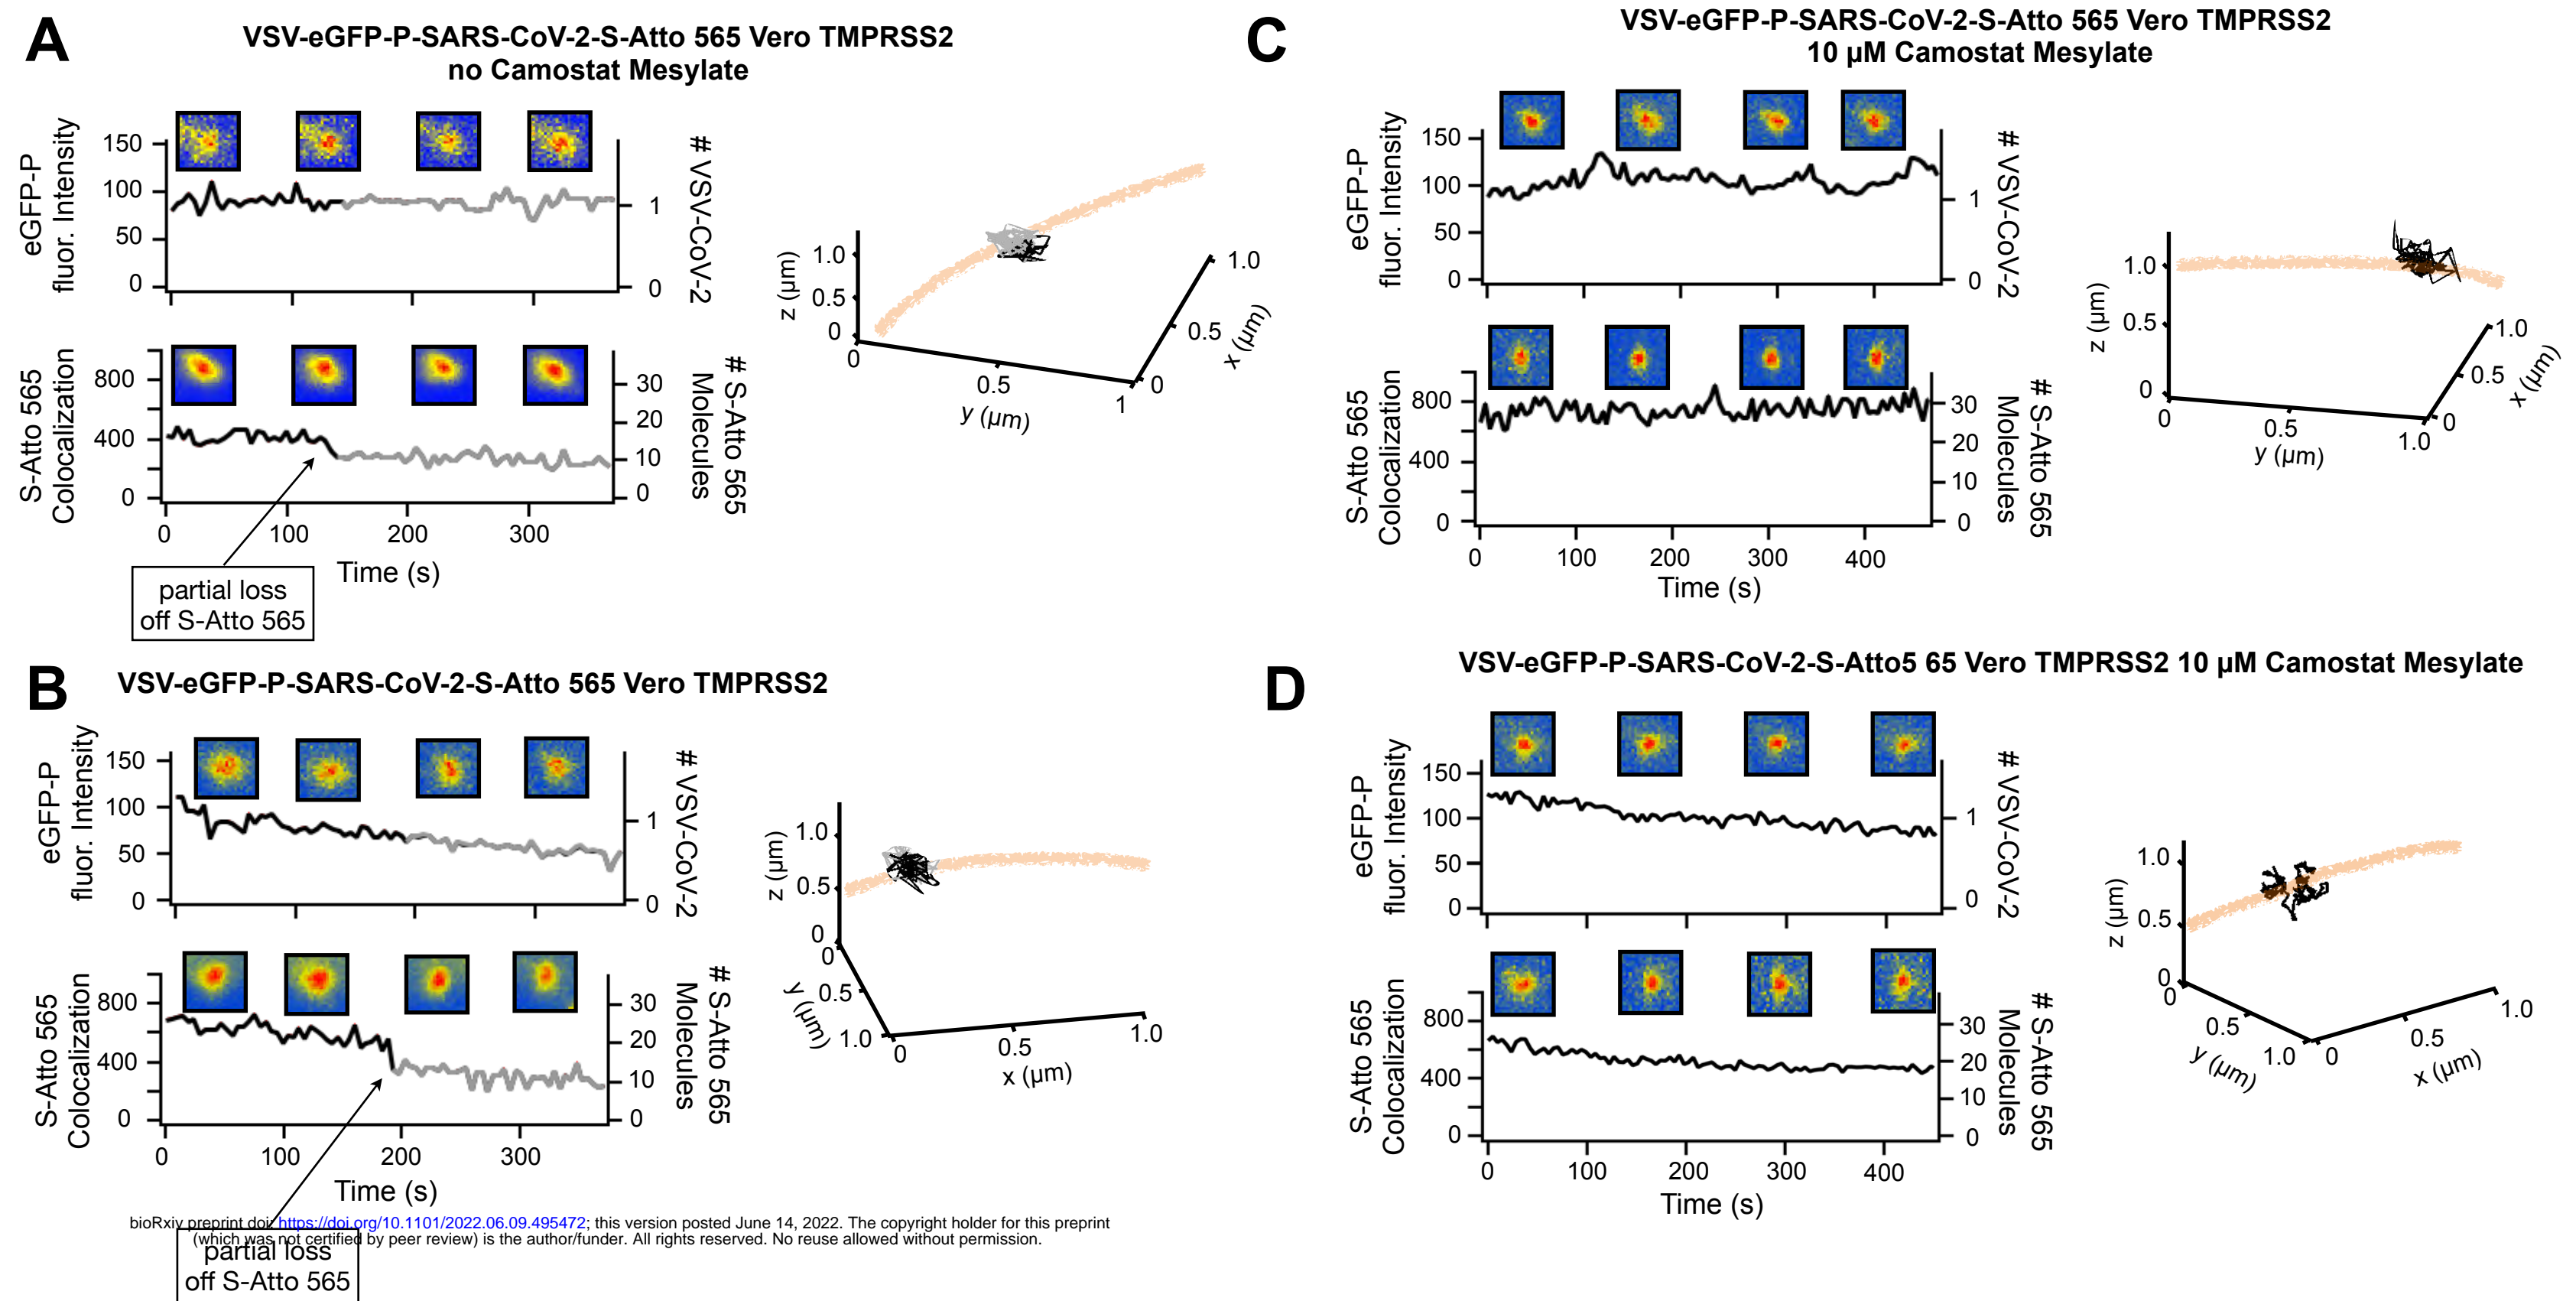 A
VSV-eGFP-P-SARS-CoV-2-S-Atto 565 Vero TMPRSS2
no Camostat Mesylate
eGFP-P
fluor. Intensity
150
100
50
0
1
0
# VSV-CoV-2
S-Atto 565
Colocalization
800
400
0
30
20
10
0
# S-Atto 565
Molecules
0
100
200
300
Time (s)
partial loss
off S-Atto 565
z (µm)
1.0
0.5
0
0
0.5
1
y (µm)
0
0.5
1.0
x (µm)
B
VSV-eGFP-P-SARS-CoV-2-S-Atto 565 Vero TMPRSS2
eGFP-P
fluor. Intensity
150
100
50
0
1
0
# VSV-CoV-2
S-Atto 565
Colocalization
800
400
0
30
20
10
0
# S-Atto 565
Molecules
0
100
200
300
Time (s)
partial loss
off S-Atto 565
z (µm)
1.0
0.5
0
0
0.5
1.0
y (µm)
0
0.5
1.0
x (µm)
bioRxiv preprint doi: https://doi.org/10.1101/2022.06.09.495472; this version posted June 14, 2022. The copyright holder for this preprint
(which was not certified by peer review) is the author/funder. All rights reserved. No reuse allowed without permission.
C
VSV-eGFP-P-SARS-CoV-2-S-Atto 565 Vero TMPRSS2
10 µM Camostat Mesylate
eGFP-P
fluor. Intensity
150
100
50
0
1
0
# VSV-CoV-2
S-Atto 565
Colocalization
800
400
0
30
20
10
0
# S-Atto 565
Molecules
0
100
200
300
400
Time (s)
z (µm)
1.0
0.5
0
0
0.5
1.0
y (µm)
0
0.5
1.0
x (µm)
D
VSV-eGFP-P-SARS-CoV-2-S-Atto5 65 Vero TMPRSS2 10 µM Camostat Mesylate
eGFP-P
fluor. Intensity
150
100
50
0
1
0
# VSV-CoV-2
S-Atto 565
Colocalization
800
400
0
30
20
10
0
# S-Atto 565
Molecules
0
100
200
300
400
Time (s)
z (µm)
1.0
0.5
0
0
0.5
1.0
y (µm)
0
0.5
1.0
x (µm)